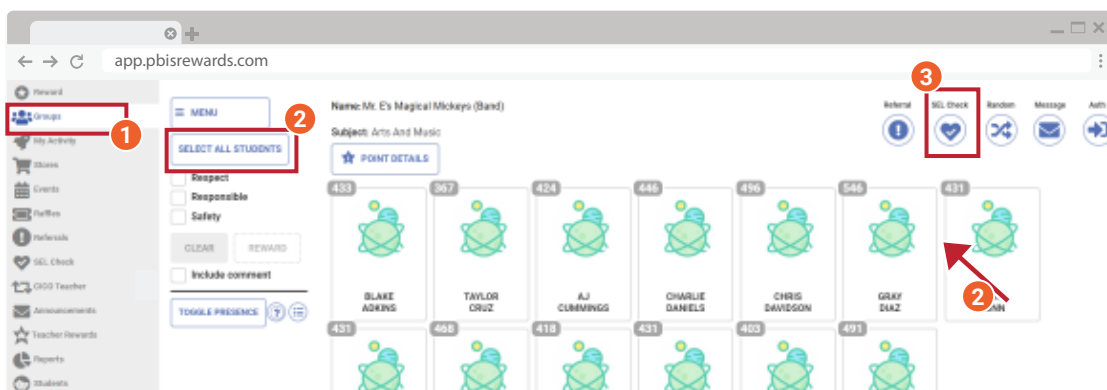 app.pbisrewards.com
3
Reward
Groups
1
My Activity
Stores
Events
Raffles
Referrals
SEL Check
CICO Teacher
Announcements
Teacher Rewards
Reports
Students
MENU
2
SELECT ALL STUDENTS
Respect
Responsible
Safety
CLEAR REWARD
Include comment
TOGGLE PRESENCE ?
Name: Mr. E's Magical Mickeys (Band)
Subject: Arts And Music
POINT DETAILS
Referral SEL Check Random Message Auth
433 367 424 446 496 546 431
BLAKE TAYLOR AJ CHARLIE CHRIS GRAY
ADKINS CRUZ CUMMINGS DANIELS DAVIDSON DIAZ
2
431 468 418 431 403 491